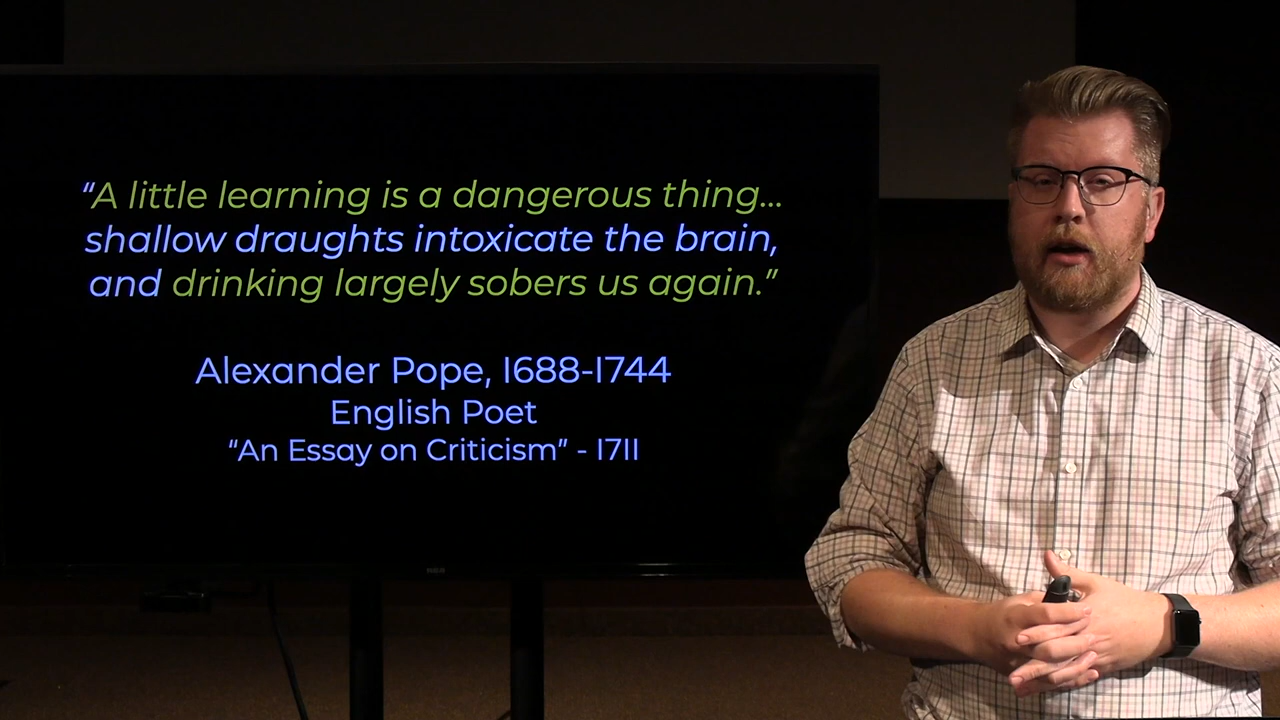 “A little learning is a dangerous thing...
shallow draughts intoxicate the brain,
and drinking largely sobers us again.”
Alexander Pope, 1688-1744
English Poet
“An Essay on Criticism” - 1711
RCA